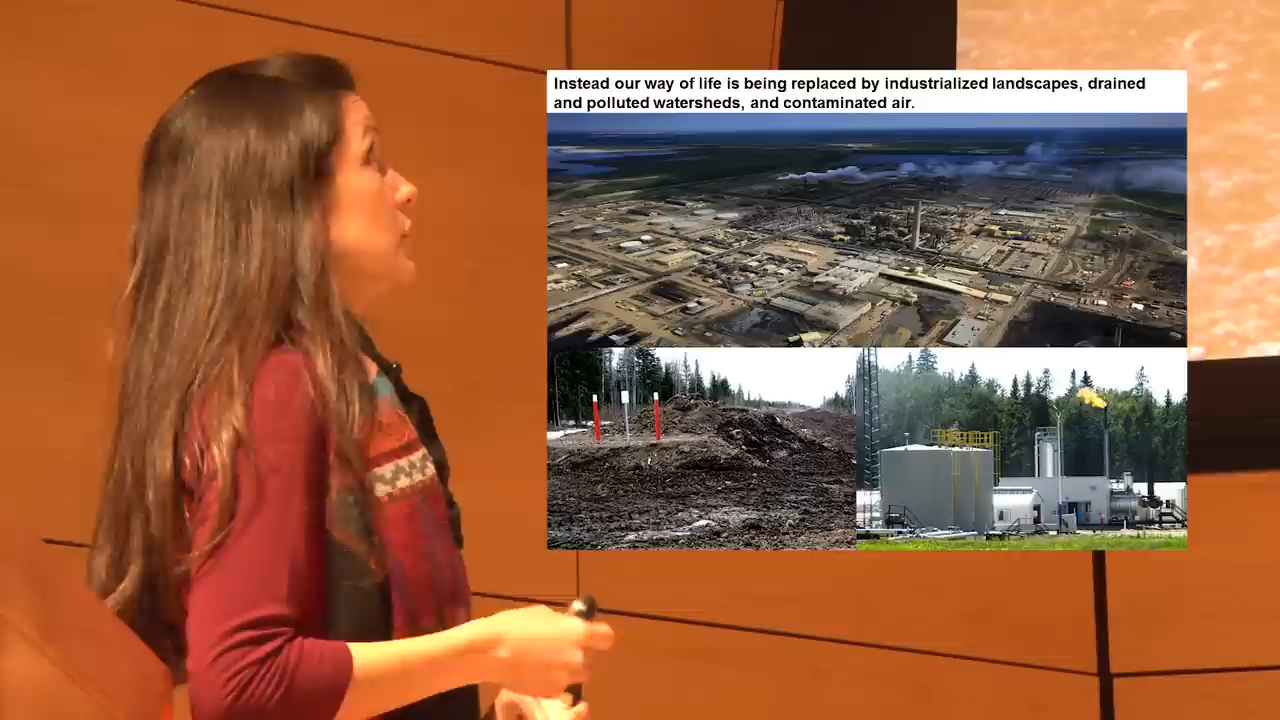 Instead our way of life is being replaced by industrialized landscapes, drained
and polluted watersheds, and contaminated air.